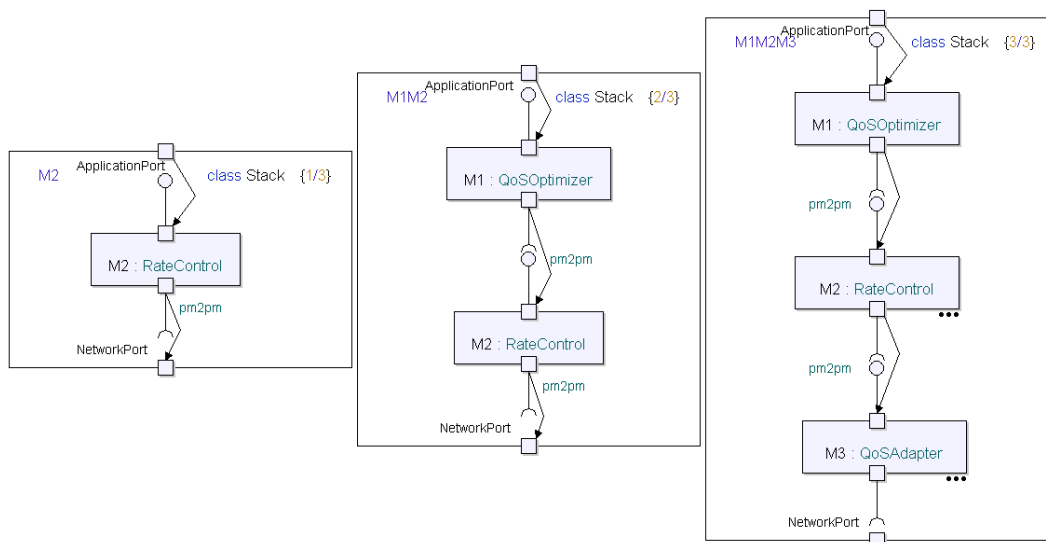 M2
ApplicationPort
class Stack {1/3}
M2 : RateControl
pm2pm
NetworkPort
M1M2
ApplicationPort
class Stack {2/3}
M1 : QoSOptimizer
pm2pm
M2 : RateControl
pm2pm
NetworkPort
M1M2M3
ApplicationPort
class Stack {3/3}
M1 : QoSOptimizer
pm2pm
M2 : RateControl
•••
pm2pm
M3 : QoSAdapter
•••
NetworkPort